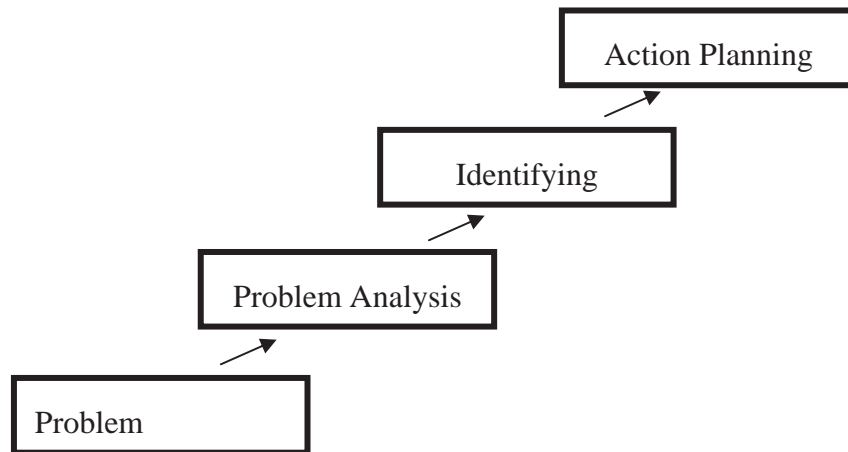 Action Planning
Identifying
Problem Analysis
Problem